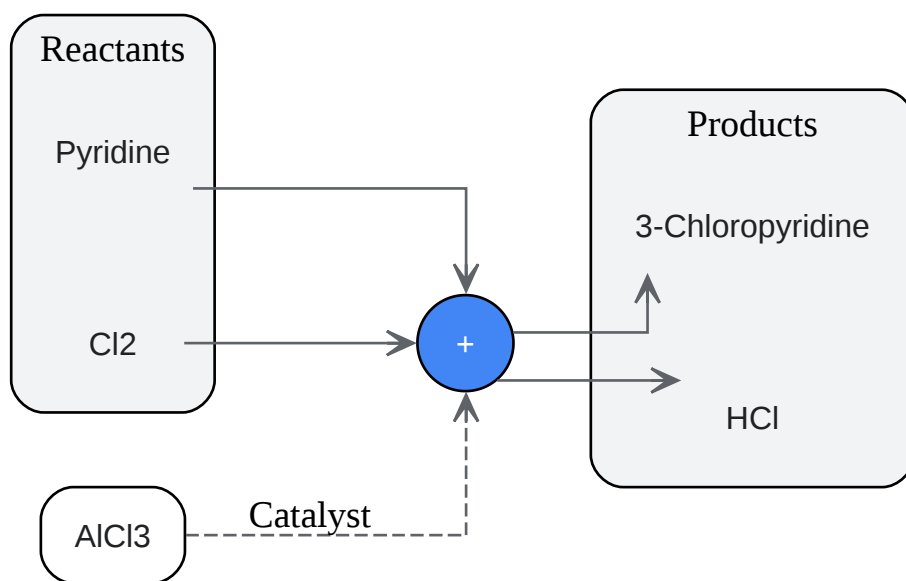 Reactants
Pyridine
Cl2
AlCl3
Catalyst
+
Products
3-Chloropyridine
HCl